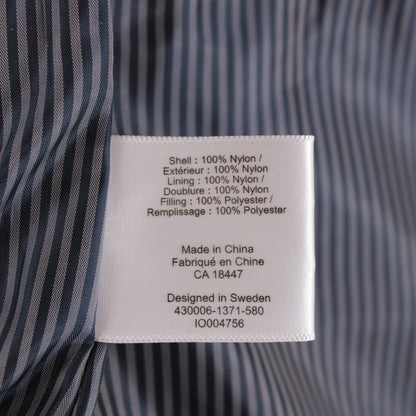 Shell : 100% Nylon /
Extérieur : 100% Nylon
Lining : 100% Nylon /
Doublure : 100% Nylon
Filling : 100% Polyester /
Remplissage : 100% Polyester
Made in China
Fabriqué en Chine
CA 18447
Designed in Sweden
430006-1371-580
IO004756